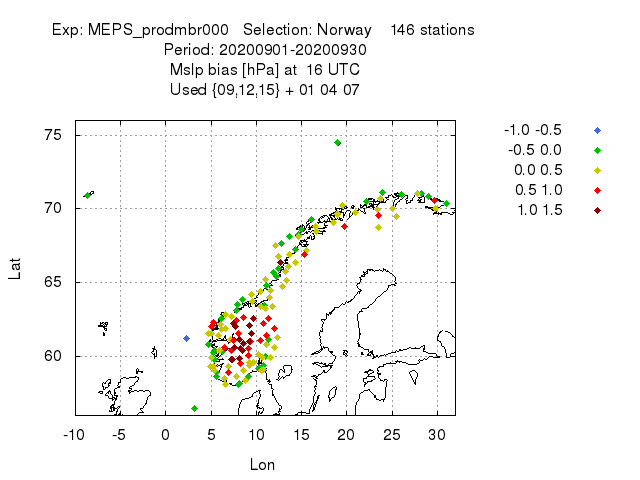 Exp: MEPS_prodmbr000 Selection: Norway 146 stations
Period: 20200901-20200930
Mslp bias [hPa] at 16 UTC
Used {09,12,15} + 01 04 07
-1.0 -0.5
-0.5 0.0
0.0 0.5
0.5 1.0
1.0 1.5
75
70
65
60
Lat
-10 -5 0 5 10 15 20 25 30
Lon